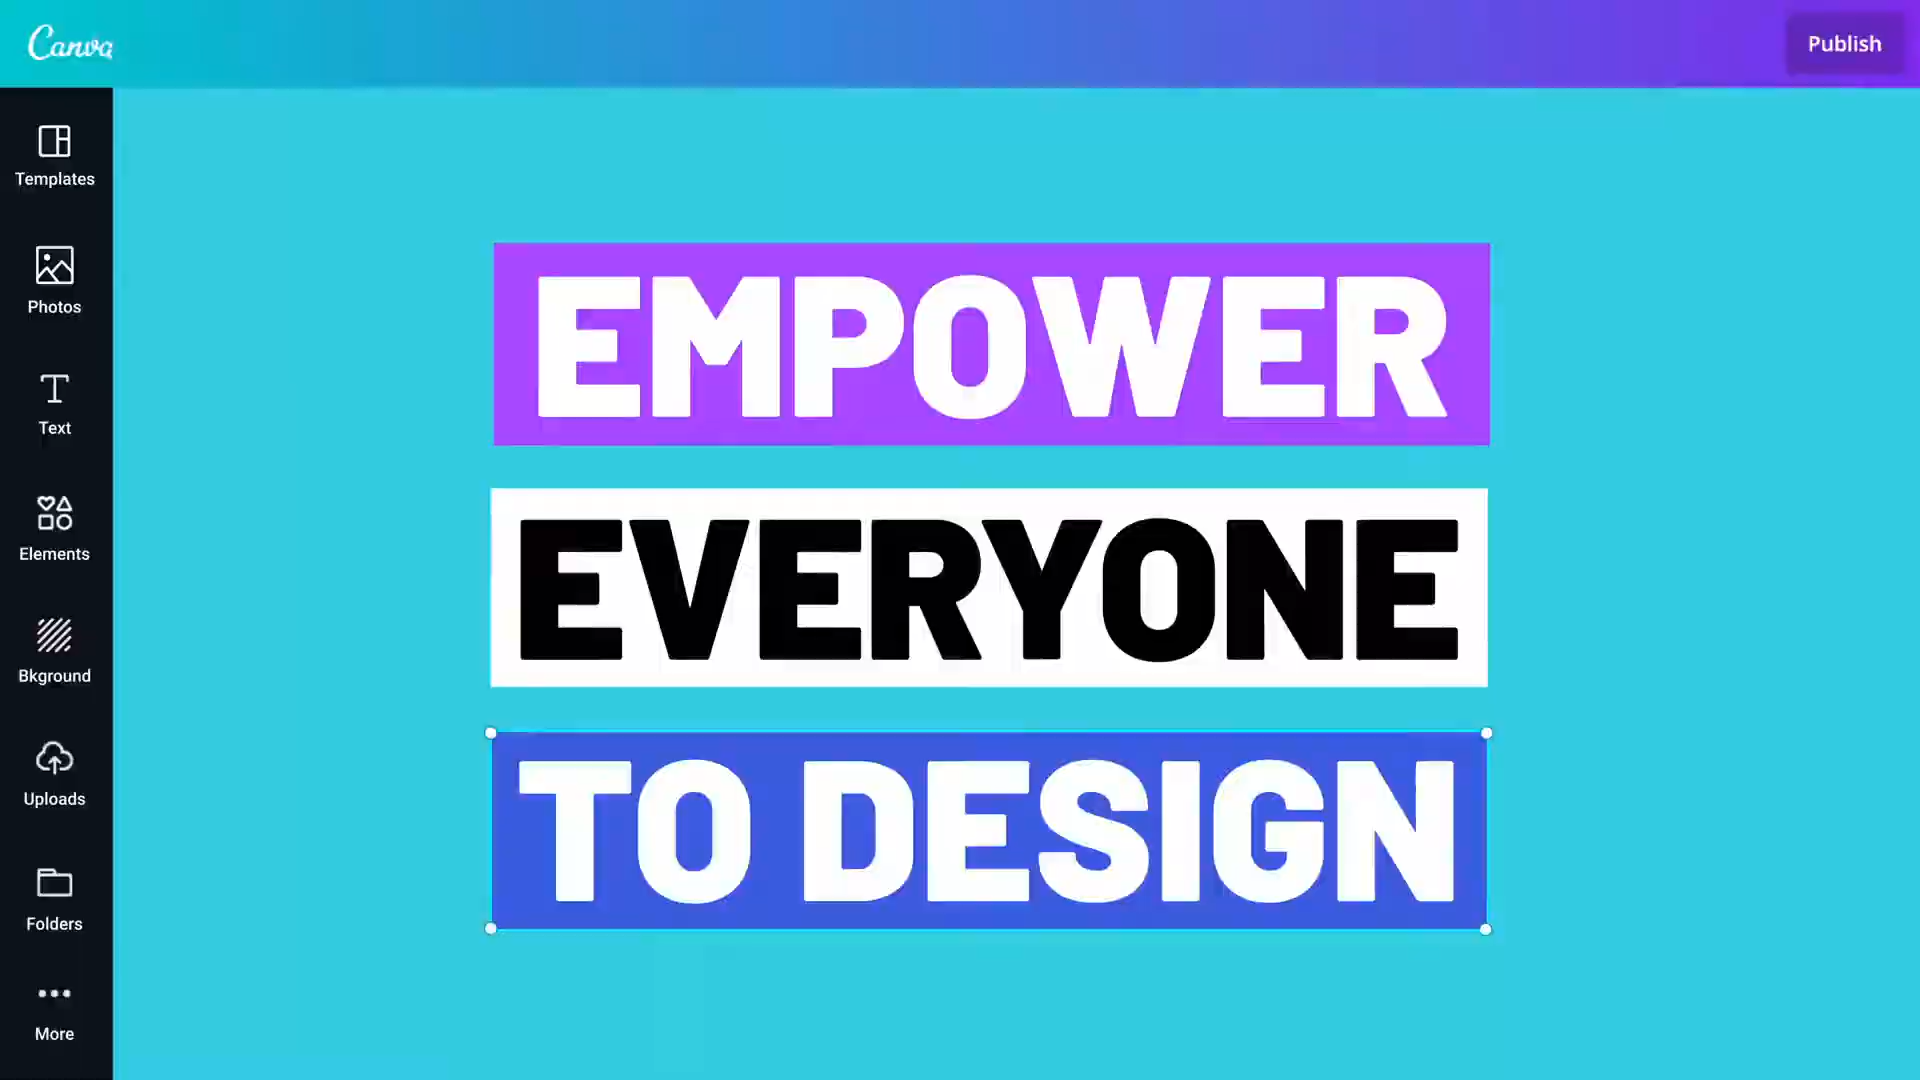 Canva
Publish
Templates
Photos
Text
Elements
Bkground
Uploads
Folders
More
EMPOWER
EVERYONE
TO DESIGN